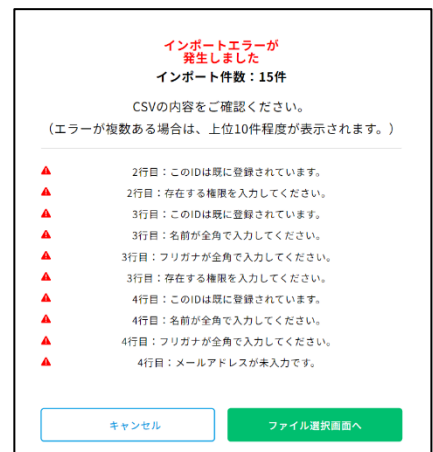 インポートエラーが
発生しました
インポート件数：15件
CSVの内容をご確認ください。
（エラーが複数ある場合は、上位10件程度が表示されます。）
2行目：このIDは既に登録されています。
2行目：存在する権限を入力してください。
3行目：このIDは既に登録されています。
3行目：名前が全角で入力してください。
3行目：フリガナが全角で入力してください。
3行目：存在する権限を入力してください。
4行目：このIDは既に登録されています。
4行目：名前が全角で入力してください。
4行目：フリガナが全角で入力してください。
4行目：メールアドレスが未入力です。
キャンセル
ファイル選択画面へ